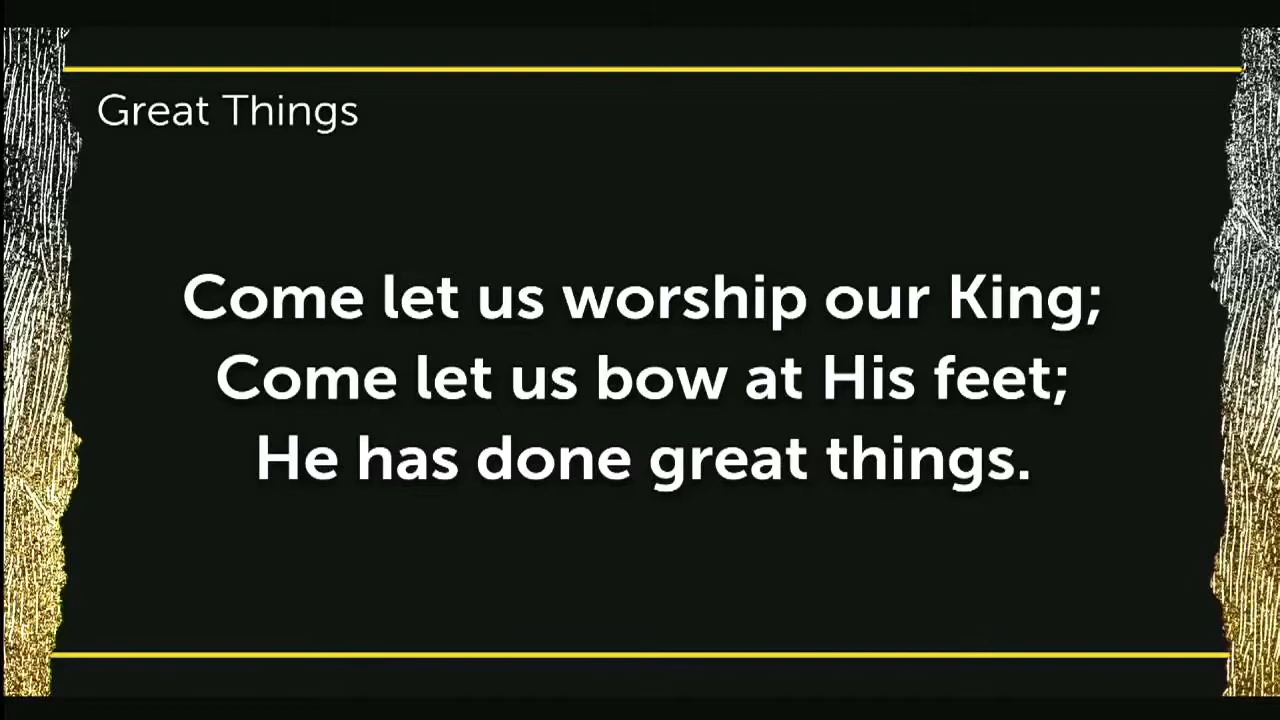 Great Things
Come let us worship our King;
Come let us bow at His feet;
He has done great things.